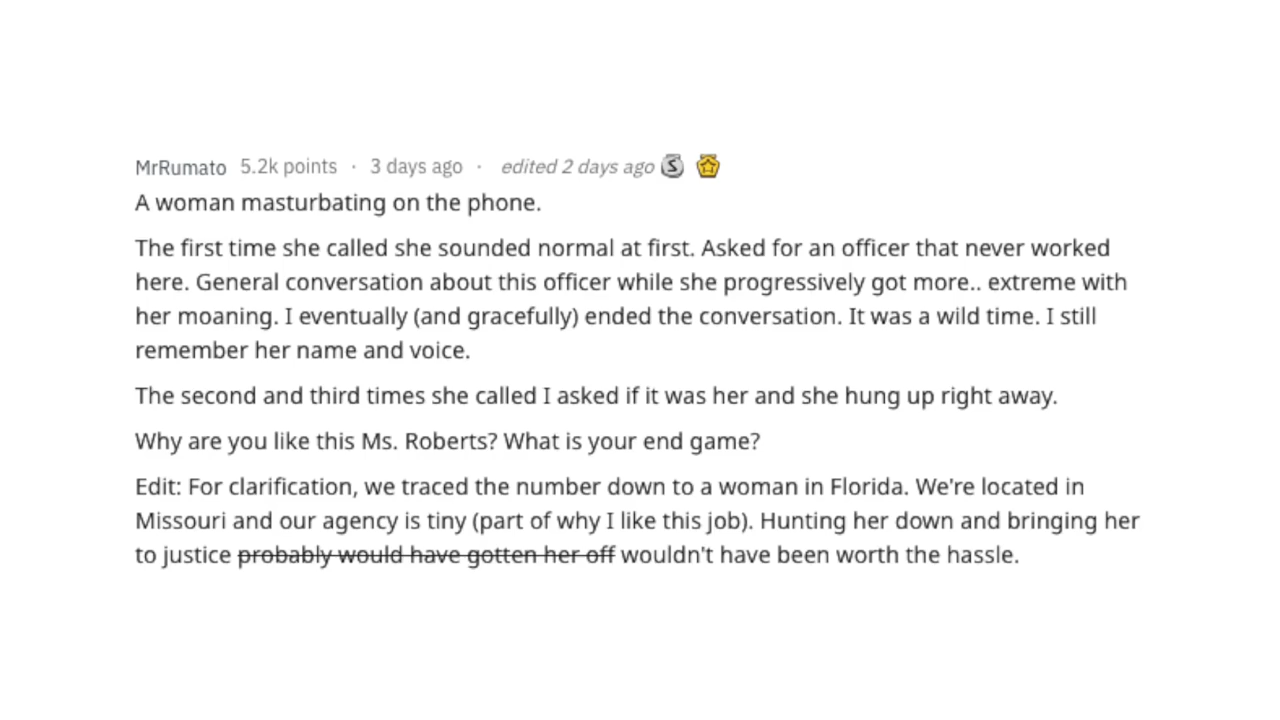 MrRumato 5.2k points · 3 days ago · edited 2 days ago S
A woman masturbating on the phone.
The first time she called she sounded normal at first. Asked for an officer that never worked
here. General conversation about this officer while she progressively got more.. extreme with
her moaning. I eventually (and gracefully) ended the conversation. It was a wild time. I still
remember her name and voice.
The second and third times she called I asked if it was her and she hung up right away.
Why are you like this Ms. Roberts? What is your end game?
Edit: For clarification, we traced the number down to a woman in Florida. We're located in
Missouri and our agency is tiny (part of why I like this job). Hunting her down and bringing her
to justice probably would have gotten her off wouldn't have been worth the hassle.